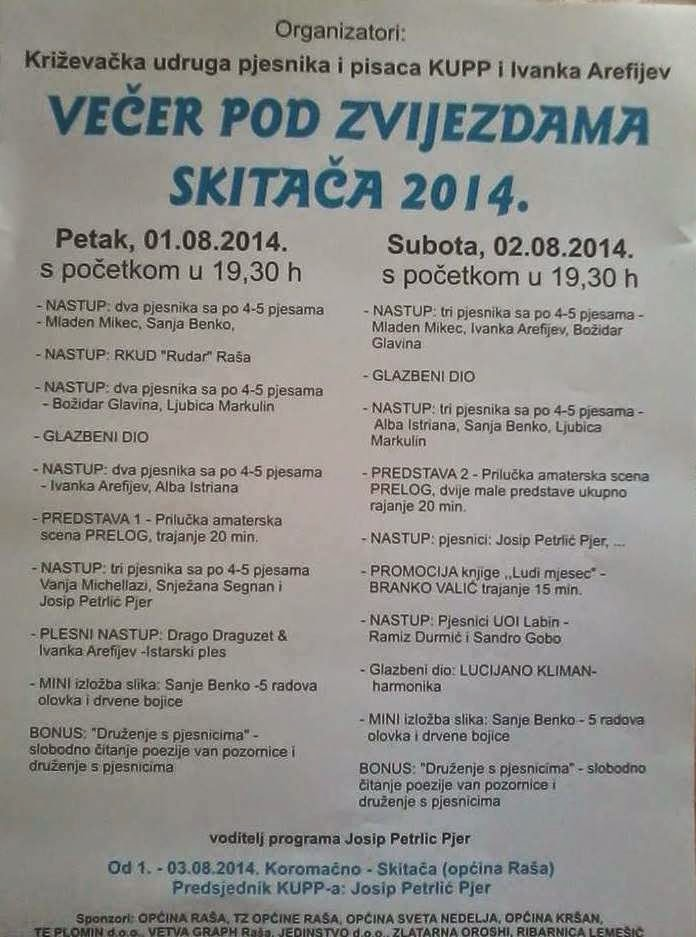 Organizatori:
Križevačka udruga pjesnika i pisaca KUPP i Ivanka Arefijev
VEČER POD ZVIJEZDAMA
SKITAČA 2014.
Petak, 01.08.2014.
s početkom u 19,30 h
- NASTUP: dva pjesnika sa po 4-5 pjesama
- Mladen Mikec, Sanja Benko,
- NASTUP: RKUD "Rudar" Raša
- NASTUP: dva pjesnika sa po 4-5 pjesama
- Božidar Glavina, Ljubica Markulin
- GLAZBENI DIO
- NASTUP: dva pjesnika sa po 4-5 pjesama
- Ivanka Arefijev, Alba Istriana
- PREDSTAVA 1 - Prilučka amaterska
scena PRELOG, trajanje 20 min.
- NASTUP: tri pjesnika sa po 4-5 pjesama
Vanja Michellazi, Snježana Segnan i
Josip Petrlić Pjer
- PLESNI NASTUP: Drago Draguzet &
Ivanka Arefijev -Istarski ples
- MINI izložba slika: Sanje Benko -5 radova
olovka i drvene bojice
BONUS: "Druženje s pjesnicima" -
slobodno čitanje poezije van pozornice i
druženje s pjesnicima
Subota, 02.08.2014.
s početkom u 19,30 h
- NASTUP: tri pjesnika sa po 4-5 pjesama -
Mladen Mikec, Ivanka Arefijev, Božidar
Glavina
- GLAZBENI DIO
- NASTUP: tri pjesnika sa po 4-5 pjesama -
Alba Istriana, Sanja Benko, Ljubica
Markulin
- PREDSTAVA 2 - Prilučka amaterska scena
PRELOG, dvije male predstave ukupno
rajanje 20 min.
- NASTUP: pjesnici: Josip Petrlić Pjer, ...
- PROMOCIJA knjige ,,Ludi mjesec" -
BRANKO VALIĆ trajanje 15 min.
- NASTUP: Pjesnici UOI Labin -
Ramiz Durmić i Sandro Gobo
- Glazbeni dio: LUCIJANO KLIMAN-
harmonika
- MINI izložba slika: Sanje Benko - 5 radova
olovka i drvene bojice
BONUS: "Druženje s pjesnicima" - slobodno
čitanje poezije van pozornice i
druženje s pjesnicima
voditelj programa Josip Petrlic Pjer
Od 1. - 03.08.2014. Koromačno - Skitača (općina Raša)
Predsjednik KUPP-a: Josip Petrlić Pjer
Sponzori: OPĆINA RAŠA, TZ OPĆINE RAŠA, OPĆINA SVETA NEDELJA, OPĆINA KRŠAN,
TE PLOMIN d.o.o., VETVA GRAPH Raša, JEDINSTVO d.o.o., ZLATARNA OROSHI, RIBARNICA LEMEŠIĆ